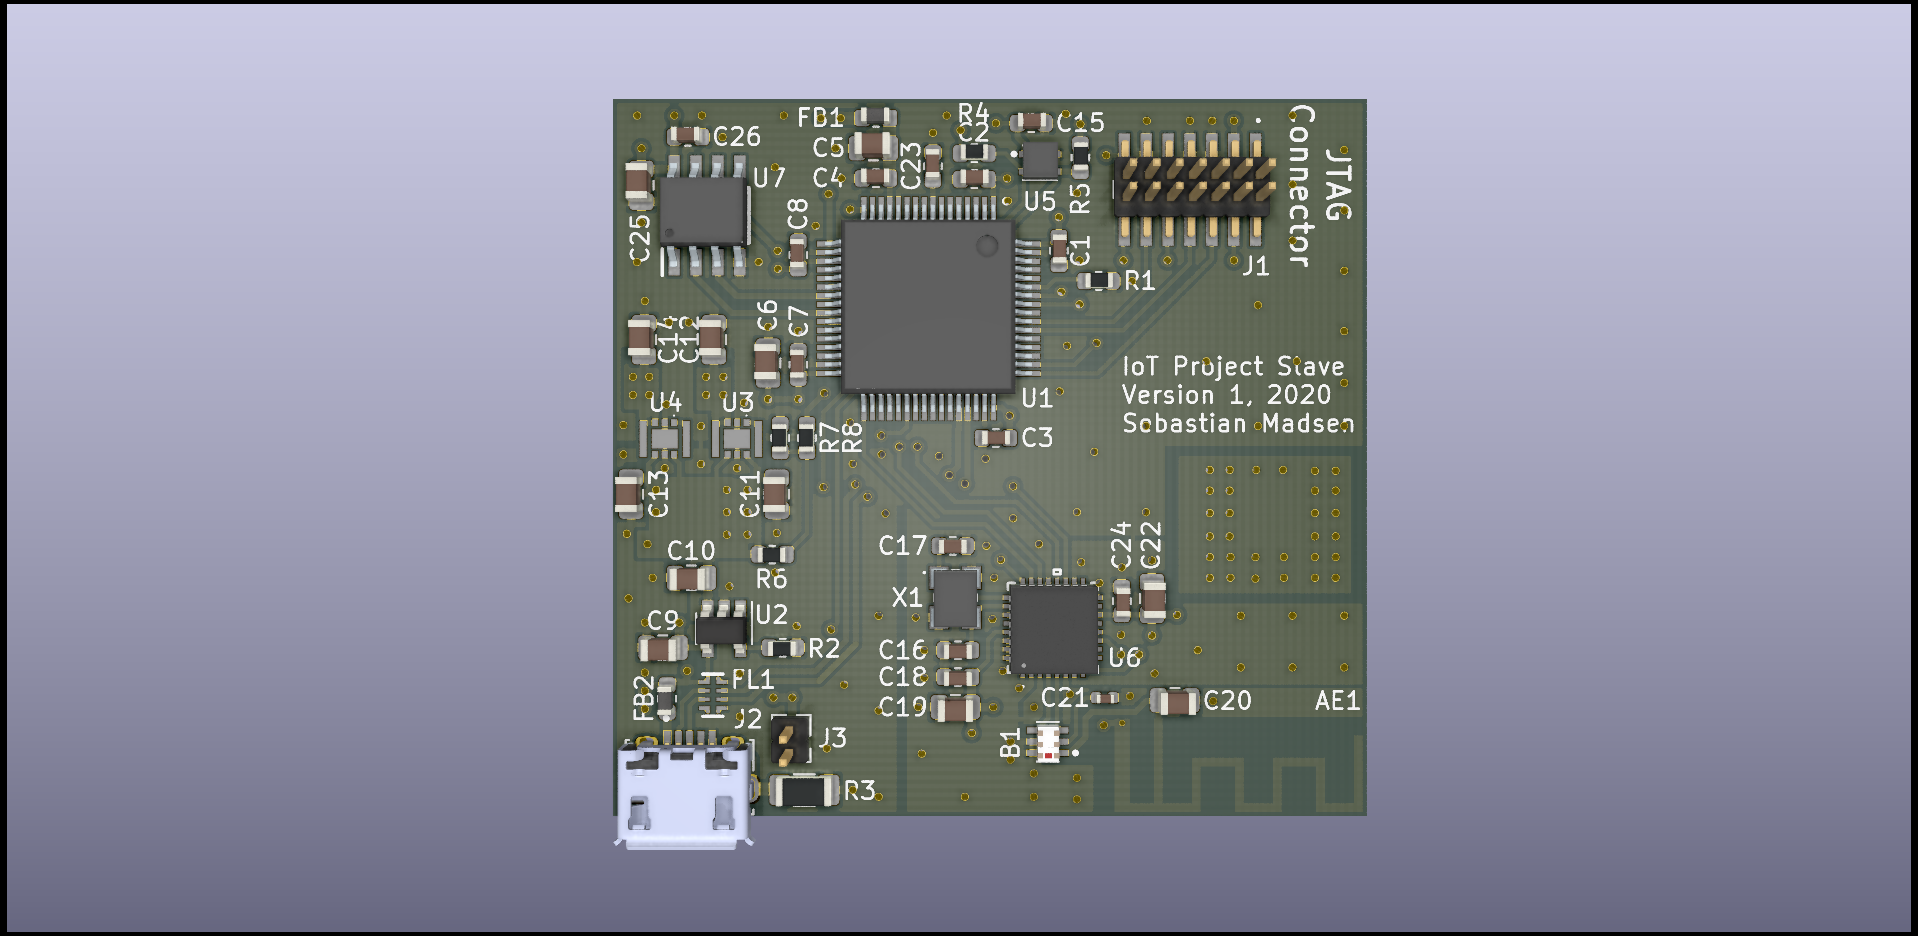 FB1
R4
C2
C15
C26
C5
C4
C23
U7
U5
R5
JTAG
Connector
C8
C25
C1
J1
R1
C6
C7
C14
C12
IoT Project Slave
Version 1, 2020
Sebastian Madsen
U4
U3
U1
R7
R8
C3
C13
C11
C10
R6
C17
C24
C22
X1
U2
C9
R2
C16
U6
C18
FL1
FB2
C21
C20
AE1
C19
J2
J3
B1
R3